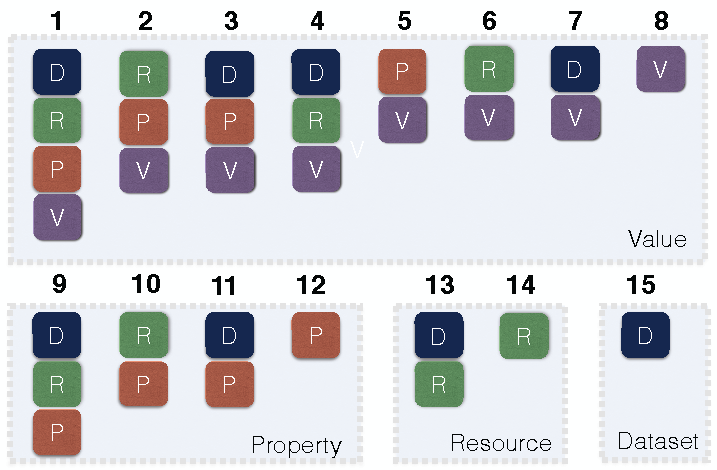 1 2 3 4 5 6 7 8
D R D D P R D V
R P P R V V V
P V V V V
V
Value
9 10 11 12 13 14 15
D R D P D R D
R P P R
P
Property Resource Dataset